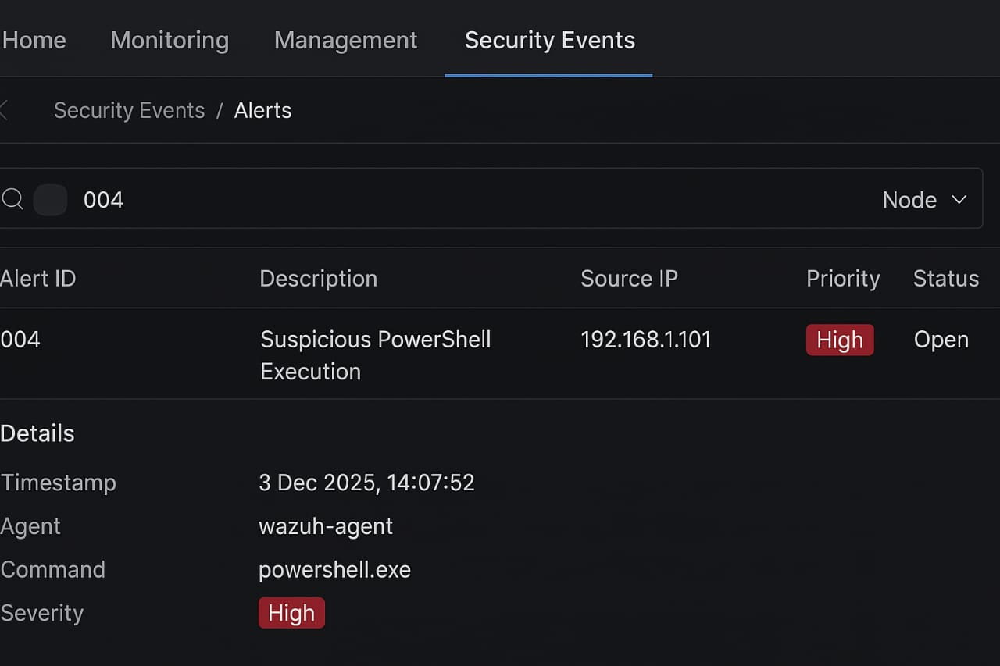 Home Monitoring Management Security Events
Security Events / Alerts
004 Node
Alert ID Description Source IP Priority Status
004 Suspicious PowerShell 192.168.1.101 High Open
Execution
Details
Timestamp 3 Dec 2025, 14:07:52
Agent wazuh-agent
Command powershell.exe
Severity High